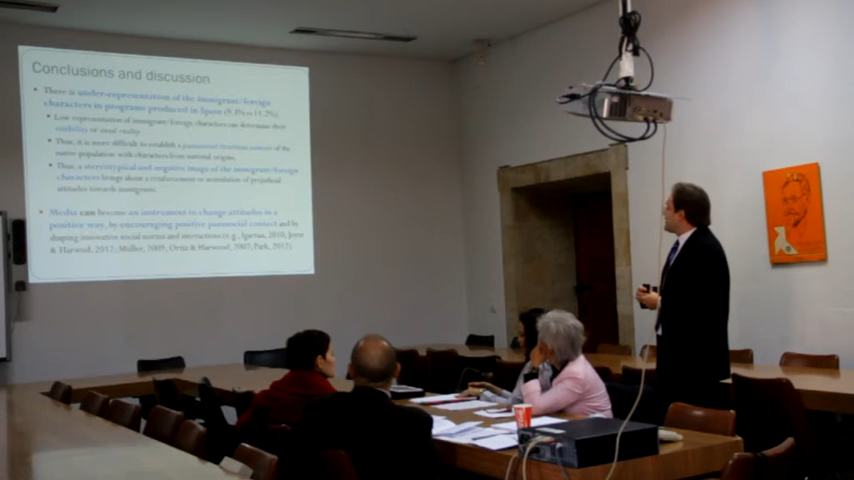 Conclusions and discussion
• There is under-representation of the immigrant/foreign
characters in programs produced in Spain (9.3% vs 11.2%).
• Low representation of immigrant/foreign characters can determine their
visibility or social reality.
• Thus, it is more difficult to establish a parasocial
native population with characters from national origins.
• Thus, a stereotypical and negative image of the immigrant/foreign
characters brings about a reinforcement or assimilation of prejudicial
attitudes towards immigrants.
• Media can become an instrument to change attitudes in a
positive way, by encouraging positive parasocial contact and by
shaping innovative social norms and interactions (e.g., Igartua, 2010; Joyce
& Harwood, 2012; Müller, 2009; Ortiz & Harwood, 2007; Park, 2012).